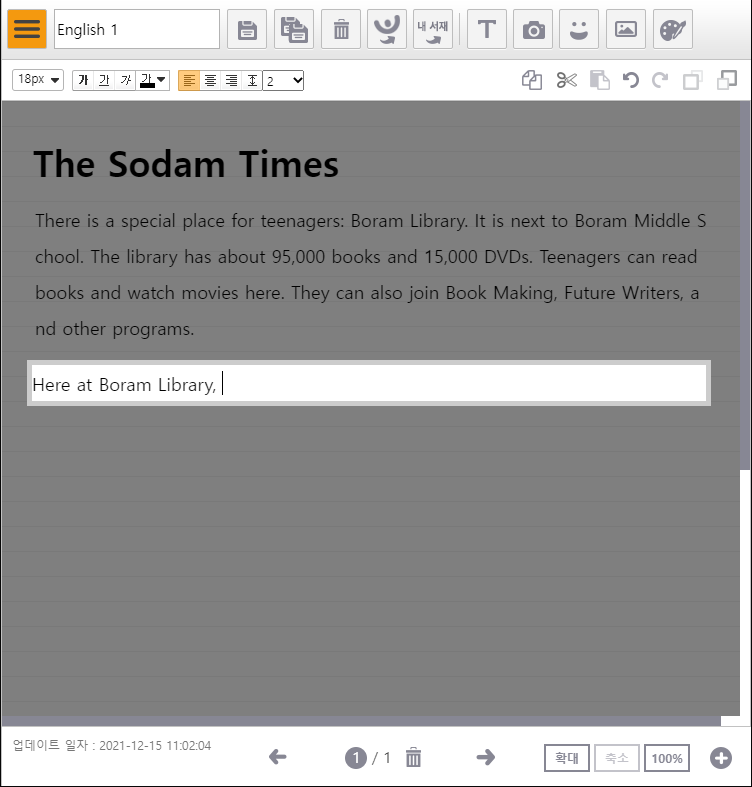 English 1
내 서재
T
18px 가 가 가 가 2
The Sodam Times
There is a special place for teenagers: Boram Library. It is next to Boram Middle S
chool. The library has about 95,000 books and 15,000 DVDs. Teenagers can read
books and watch movies here. They can also join Book Making, Future Writers, a
nd other programs.
Here at Boram Library,
업데이트 일자 : 2021-12-15 11:02:04
1 / 1
확대 축소 100%